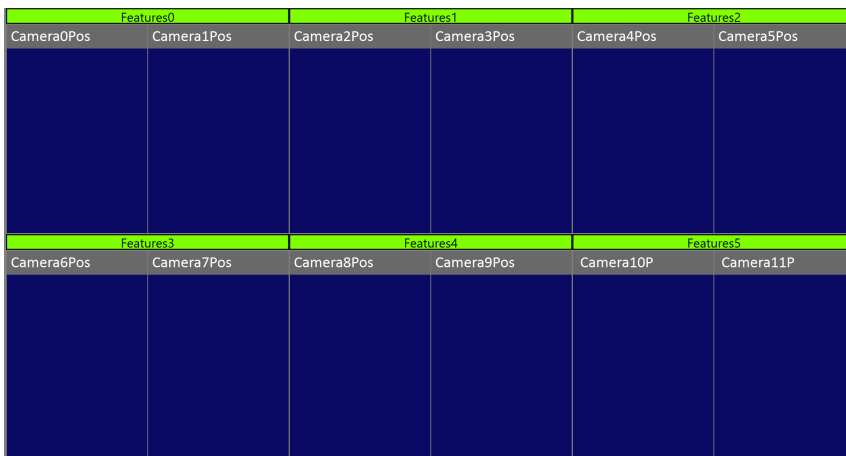 Features0 Features1 Features2
Camera0Pos Camera1Pos Camera2Pos Camera3Pos Camera4Pos Camera5Pos
Features3 Features4 Features5
Camera6Pos Camera7Pos Camera8Pos Camera9Pos Camera10P Camera11P